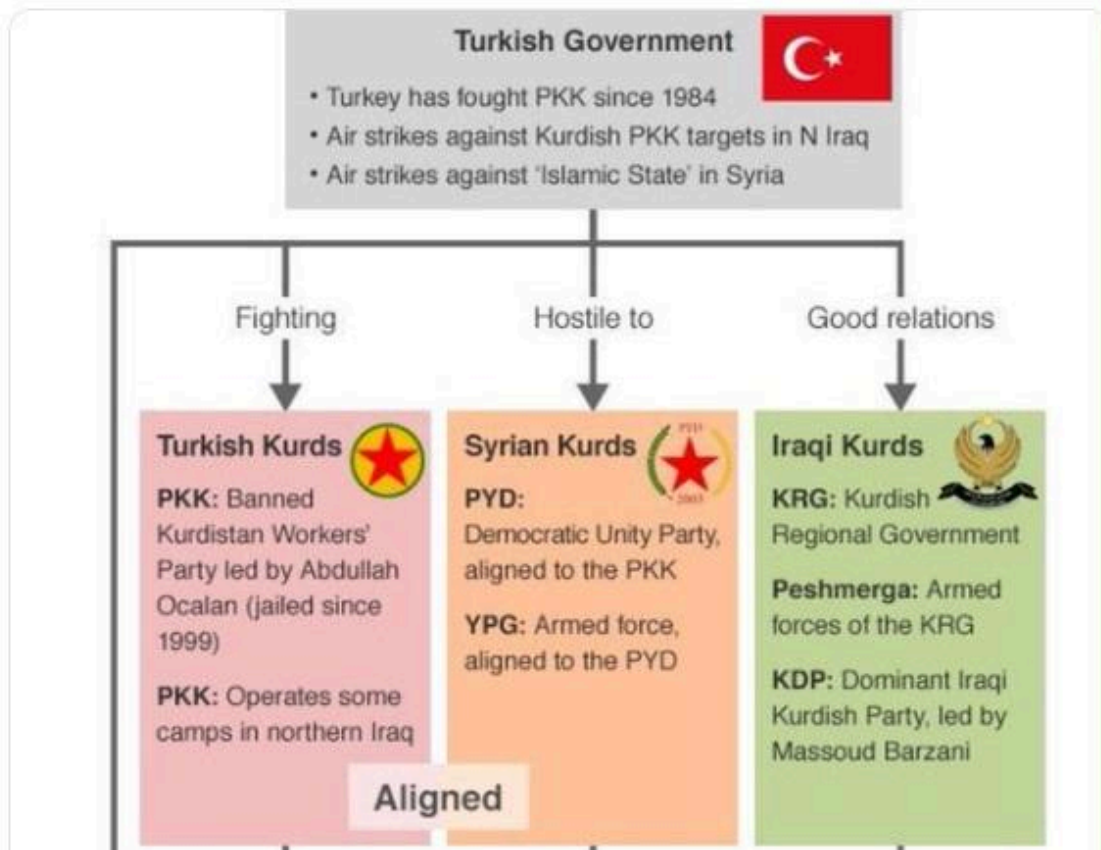 Turkish Government
• Turkey has fought PKK since 1984
• Air strikes against Kurdish PKK targets in N Iraq
• Air strikes against ‘Islamic State’ in Syria
Fighting
Hostile to
Good relations
Turkish Kurds
PKK: Banned
Kurdistan Workers'
Party led by Abdullah
Ocalan (jailed since
1999)
PKK: Operates some
camps in northern Iraq
Syrian Kurds
PYD
2003
PYD:
Democratic Unity Party,
aligned to the PKK
YPG: Armed force,
aligned to the PYD
Iraqi Kurds
KRG: Kurdish
Regional Government
Peshmerga: Armed
forces of the KRG
KDP: Dominant Iraqi
Kurdish Party, led by
Massoud Barzani
Aligned